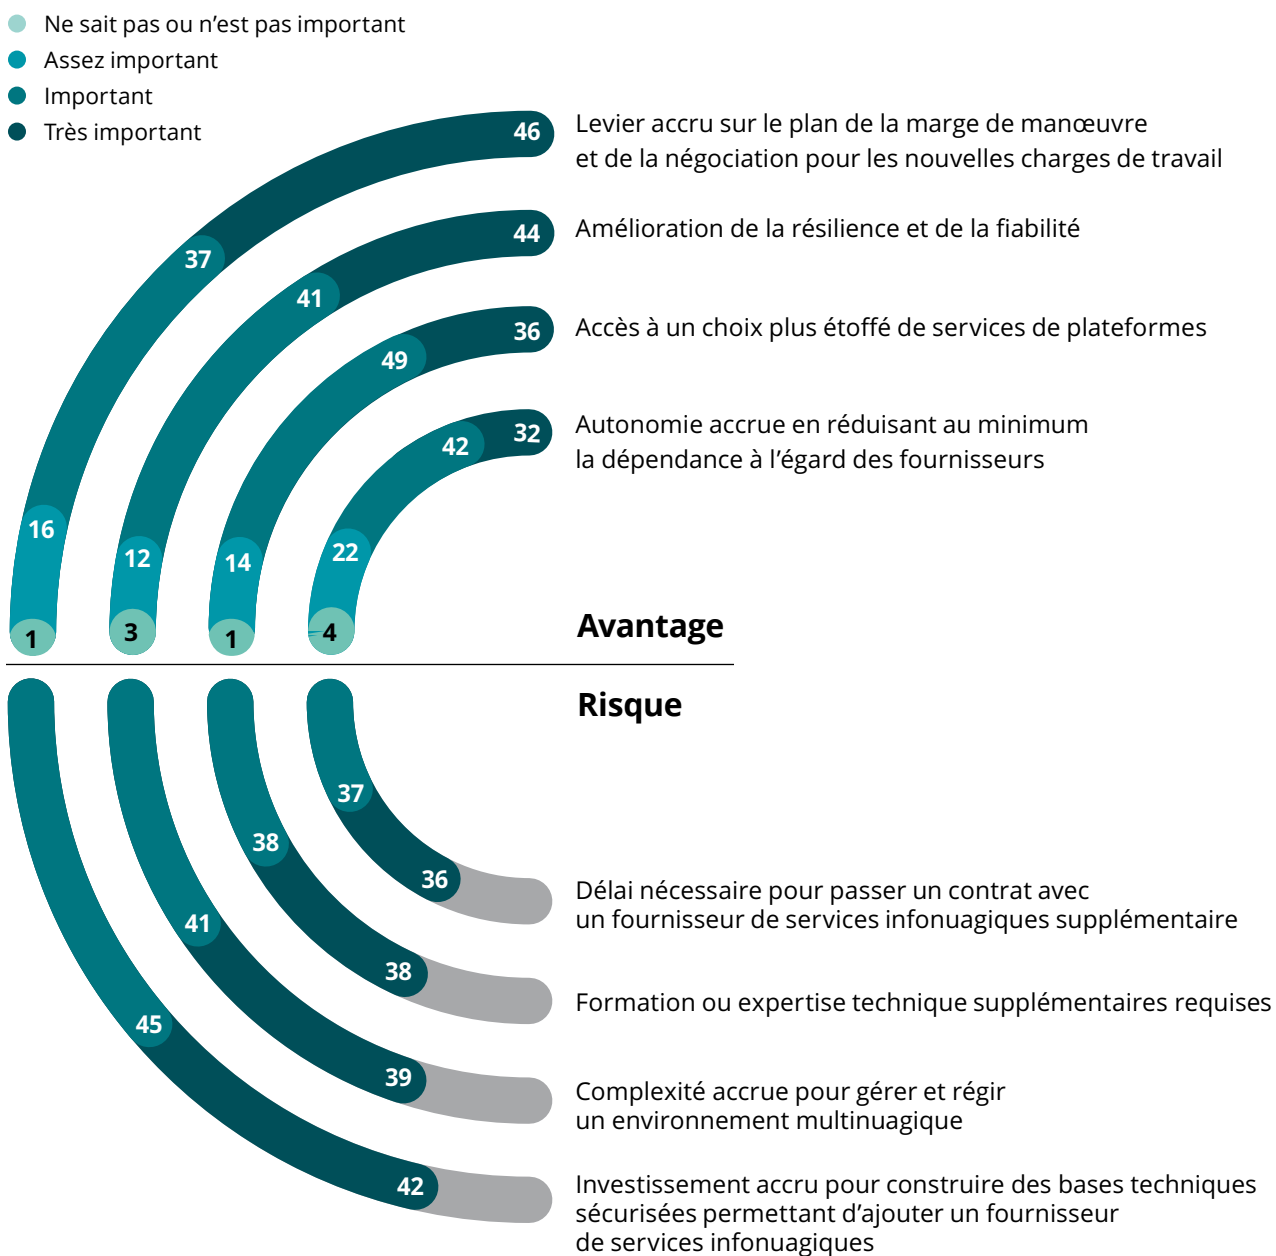 Ne sait pas ou n’est pas important
Assez important
Important
Très important
46
Levier accru sur le plan de la marge de manœuvre
et de la négociation pour les nouvelles charges de travail
37
16
1
44
Amélioration de la résilience et de la fiabilité
41
12
3
36
Accès à un choix plus étoffé de services de plateformes
49
14
1
32
Autonomie accrue en réduisant au minimum
la dépendance à l’égard des fournisseurs
42
22
4
Avantage
Risque
37
36
Délai nécessaire pour passer un contrat avec
un fournisseur de services infonuagiques supplémentaire
38
38
Formation ou expertise technique supplémentaires requises
41
39
Complexité accrue pour gérer et régir
un environnement multinuagique
45
42
Investissement accru pour construire des bases techniques
sécurisées permettant d’ajouter un fournisseur
de services infonuagiques